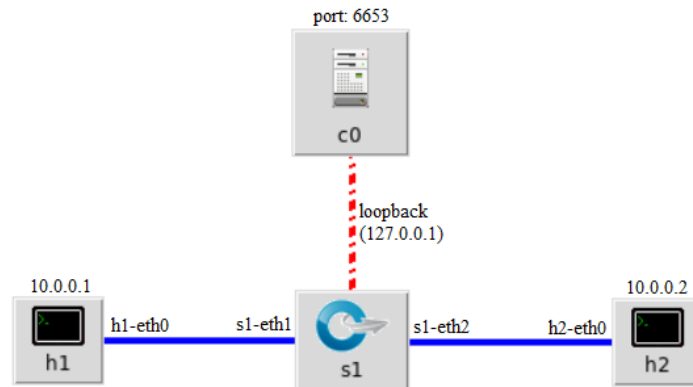 port: 6653
c0
loopback
(127.0.0.1)
10.0.0.1
10.0.0.2
h1-eth0
s1-eth1
s1-eth2
h2-eth0
h1
s1
h2